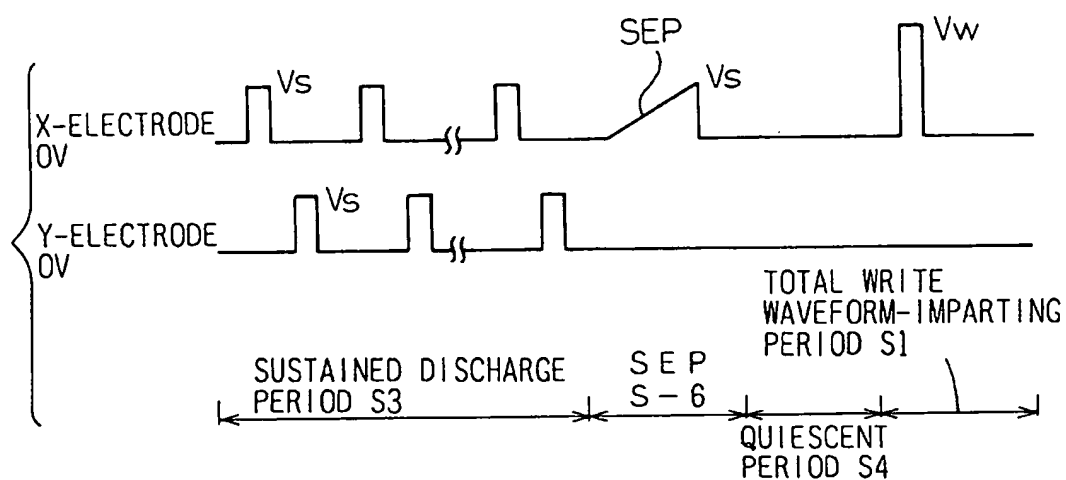 SEP
Vs
Vs
Vw
X-ELECTRODE
0V
Vs
Y-ELECTRODE
0V
TOTAL WRITE
WAVEFORM-IMPARTING
PERIOD S1
SUSTAINED DISCHARGE
PERIOD S3
SEP
S-6
QUIESCENT
PERIOD S4